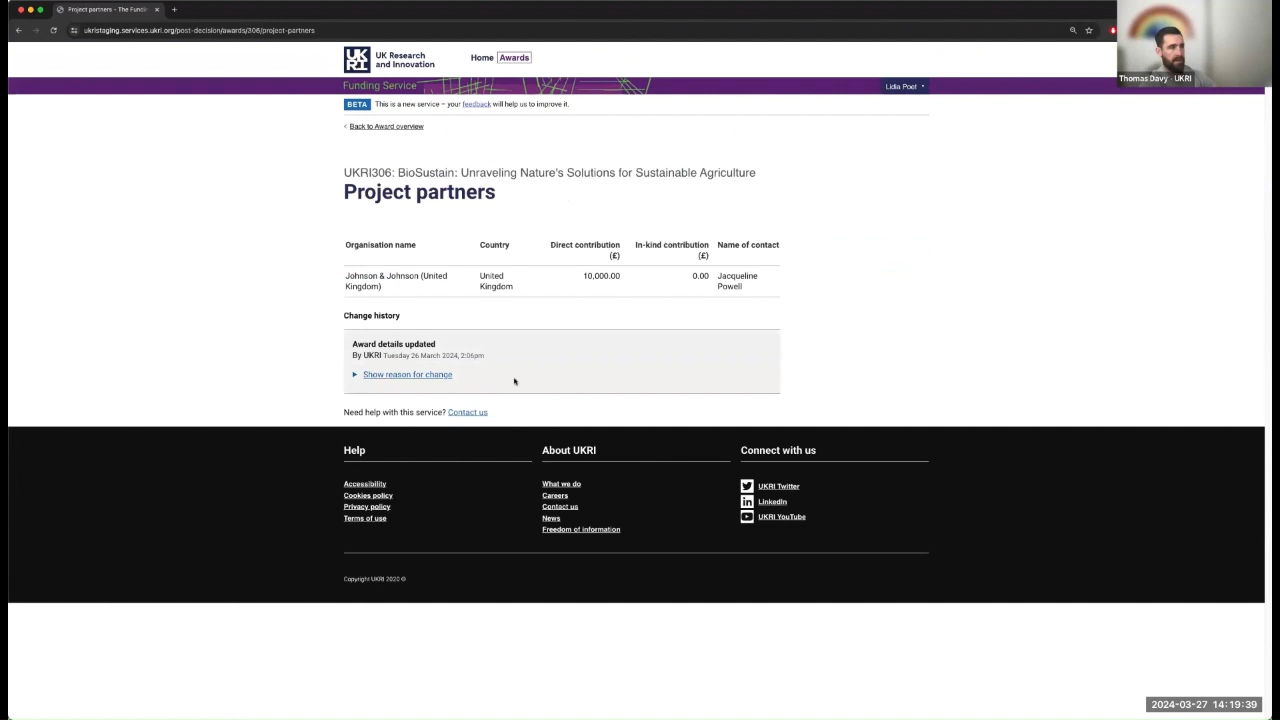 Project partners – The Fundi
ukristaging.services.ukri.org/post-decision/awards/306/project-partners
Thomas Davy - UKRI
UK
RI
UK Research
and Innovation
Home Awards
Funding Service
Lidia Poet
BETA This is a new service – your feedback will help us to improve it.
Back to Award overview
UKRI306: BioSustain: Unraveling Nature's Solutions for Sustainable Agriculture
Project partners
Organisation name Country Direct contribution (£) In-kind contribution (£) Name of contact
Johnson & Johnson (United Kingdom) United Kingdom 10,000.00 0.00 Jacqueline Powell
Change history
Award details updated
By UKRI Tuesday 26 March 2024, 2:06pm
Show reason for change
Need help with this service? Contact us
Help
Accessibility
Cookies policy
Privacy policy
Terms of use
About UKRI
What we do
Careers
Contact us
News
Freedom of information
Connect with us
UKRI Twitter
LinkedIn
UKRI YouTube
Copyright UKRI 2020 ©
2024-03-27 14:19:39